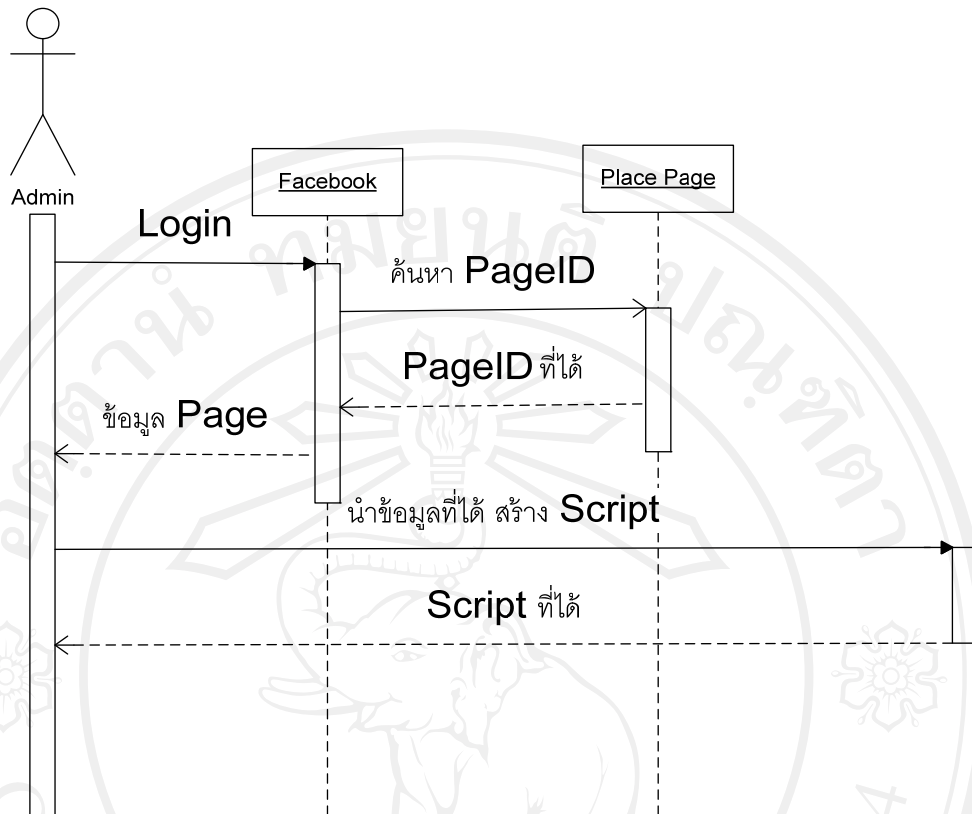 Admin
Facebook
Place Page
Login
ค้นหา PageID
PageID ที่ได้
ข้อมูล Page
นำข้อมูลที่ได้ สร้าง Script
Script ที่ได้